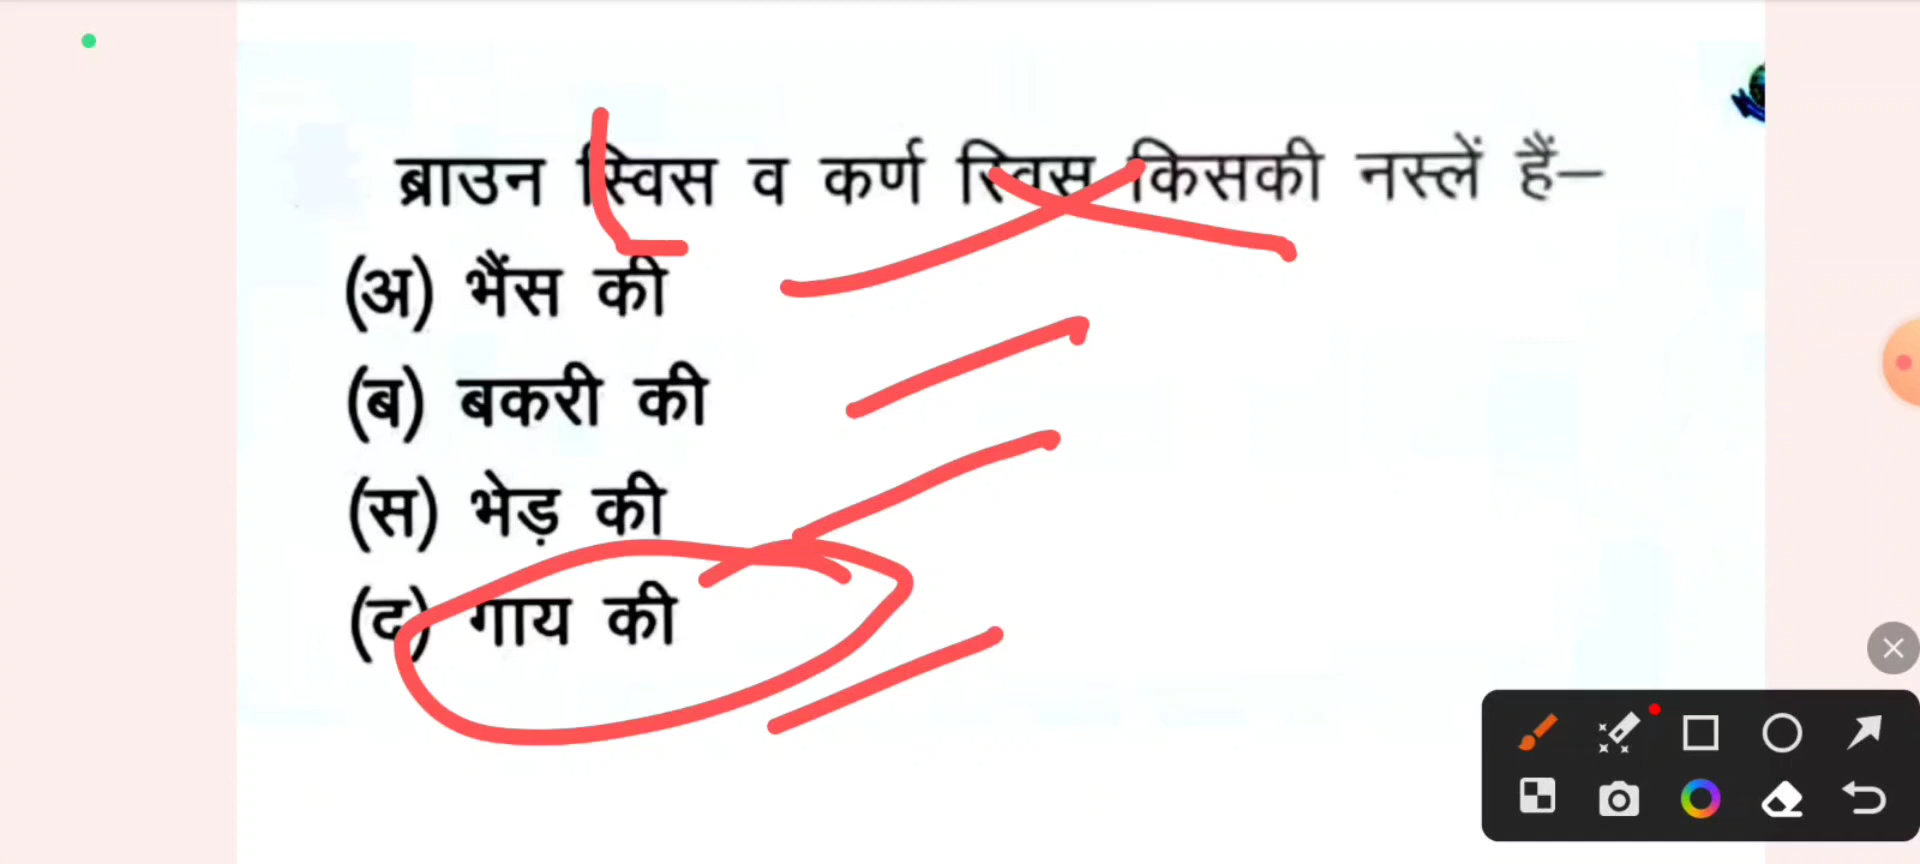 ब्राउन स्विस व कर्ण स्विस किसकी नस्लें हैं–
(अ) भैंस की
(ब) बकरी की
(स) भेड़ की
(द) गाय की